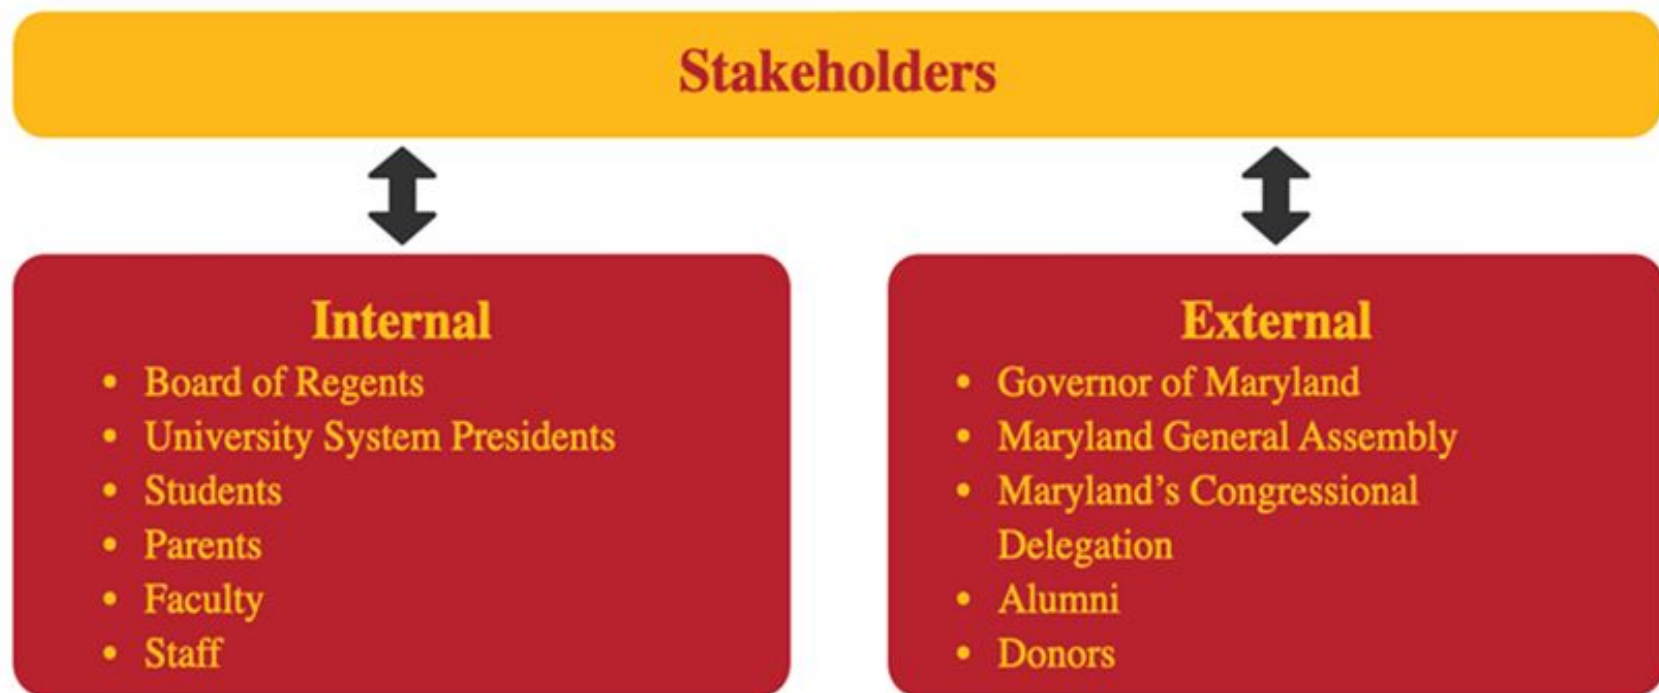 Stakeholders
Internal
• Board of Regents
• University System Presidents
• Students
• Parents
• Faculty
• Staff
External
• Governor of Maryland
• Maryland General Assembly
• Maryland’s Congressional
Delegation
• Alumni
• Donors